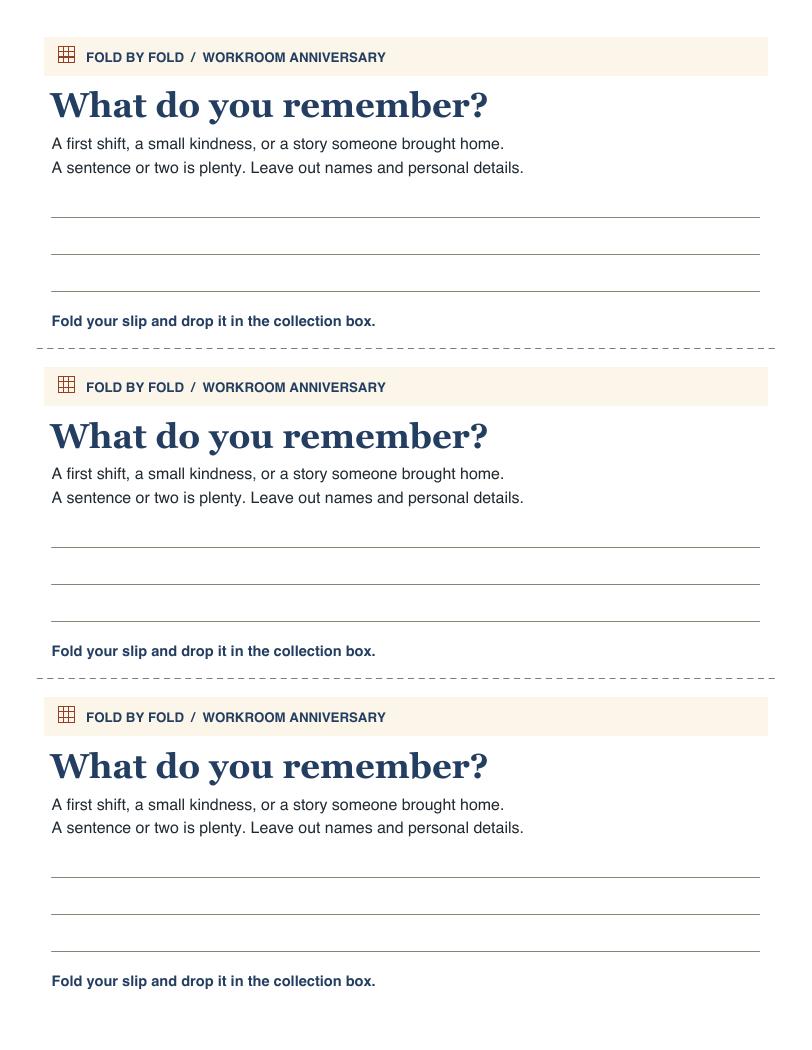 FOLD BY FOLD / WORKROOM ANNIVERSARY
What do you remember?
A first shift, a small kindness, or a story someone brought home.
A sentence or two is plenty. Leave out names and personal details.
Fold your slip and drop it in the collection box.
FOLD BY FOLD / WORKROOM ANNIVERSARY
What do you remember?
A first shift, a small kindness, or a story someone brought home.
A sentence or two is plenty. Leave out names and personal details.
Fold your slip and drop it in the collection box.
FOLD BY FOLD / WORKROOM ANNIVERSARY
What do you remember?
A first shift, a small kindness, or a story someone brought home.
A sentence or two is plenty. Leave out names and personal details.
Fold your slip and drop it in the collection box.